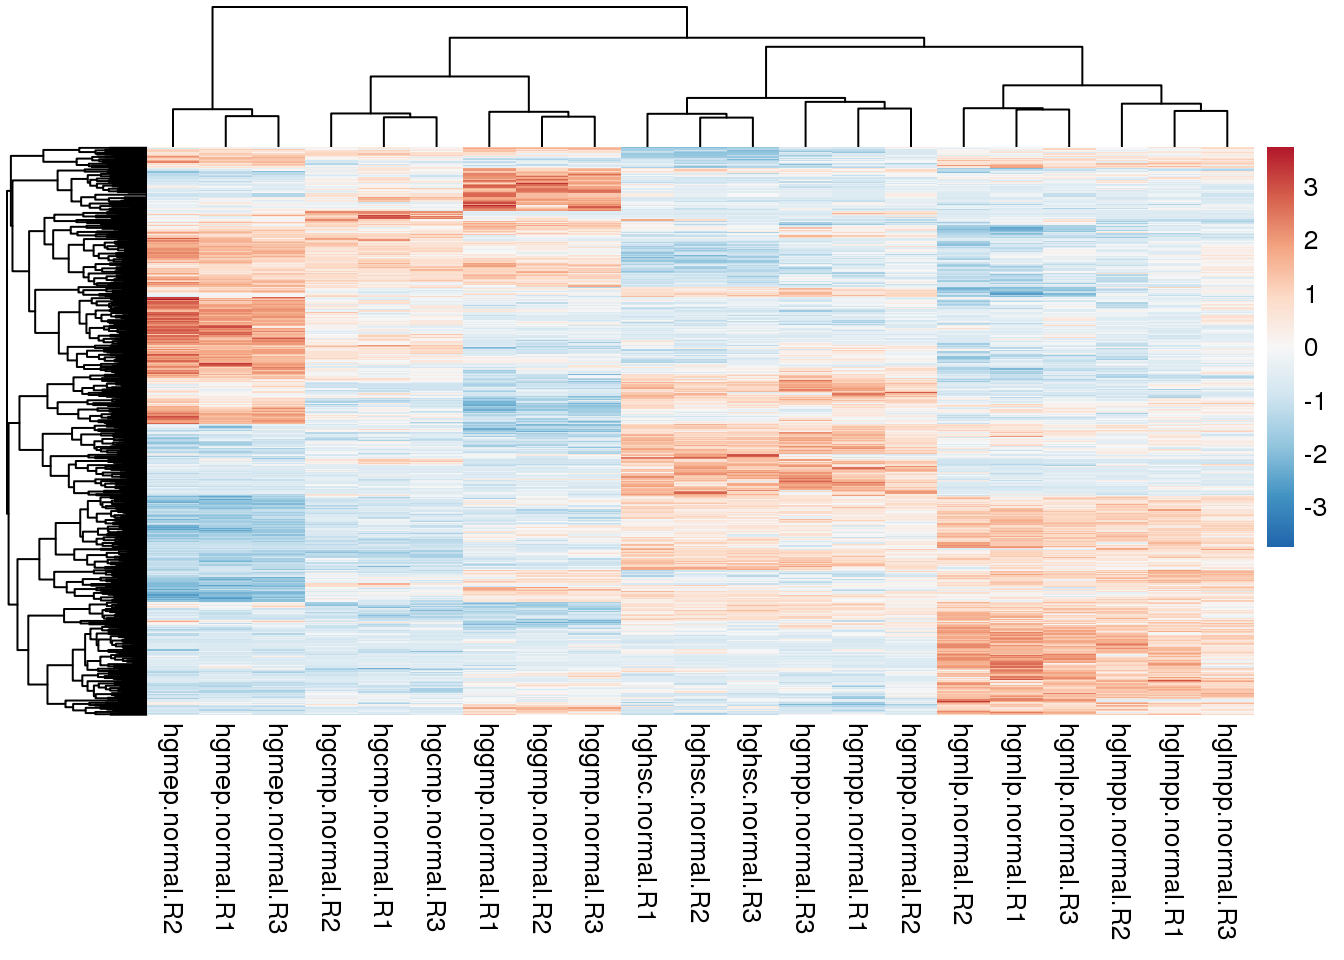 3
2
1
0
-1
-2
-3
hgmep.normal.R2
hgmep.normal.R1
hgmep.normal.R3
hgcmp.normal.R2
hgcmp.normal.R1
hgcmp.normal.R3
hggmp.normal.R1
hggmp.normal.R2
hggmp.normal.R3
hghsc.normal.R1
hghsc.normal.R2
hghsc.normal.R3
hgmpp.normal.R3
hgmpp.normal.R1
hgmpp.normal.R2
hgmlp.normal.R2
hgmlp.normal.R1
hgmlp.normal.R3
hglmpp.normal.R2
hglmpp.normal.R1
hglmpp.normal.R3